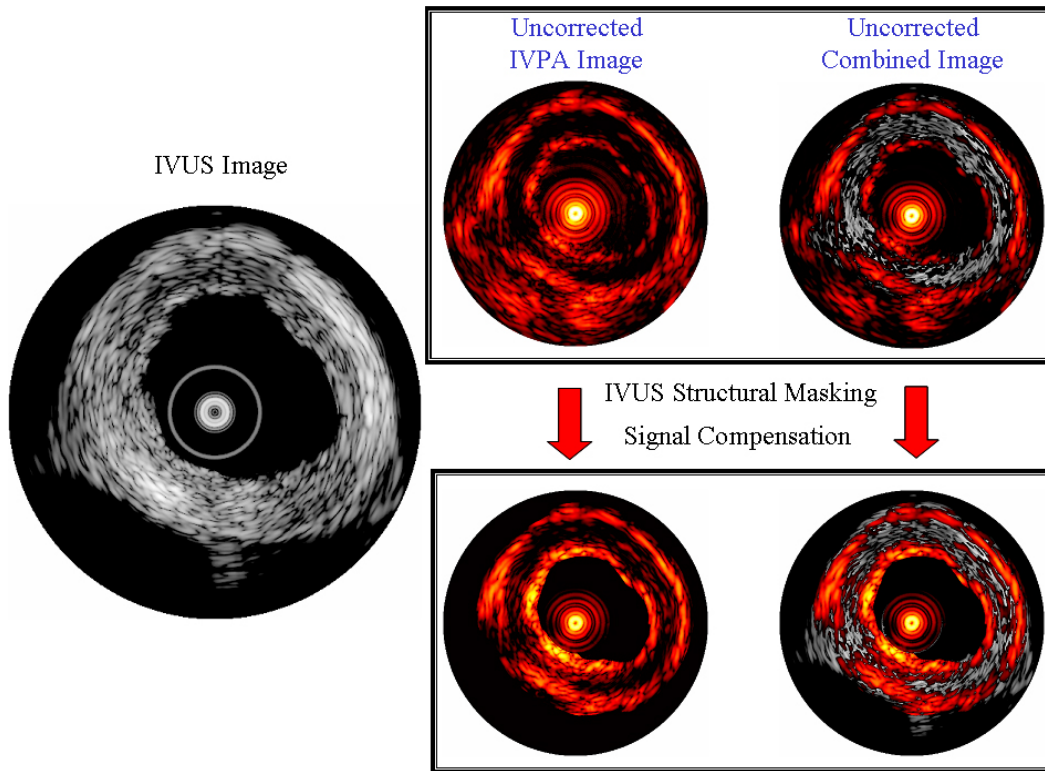 Uncorrected
IVPA Image
Uncorrected
Combined Image
IVUS Image
IVUS Structural Masking
Signal Compensation